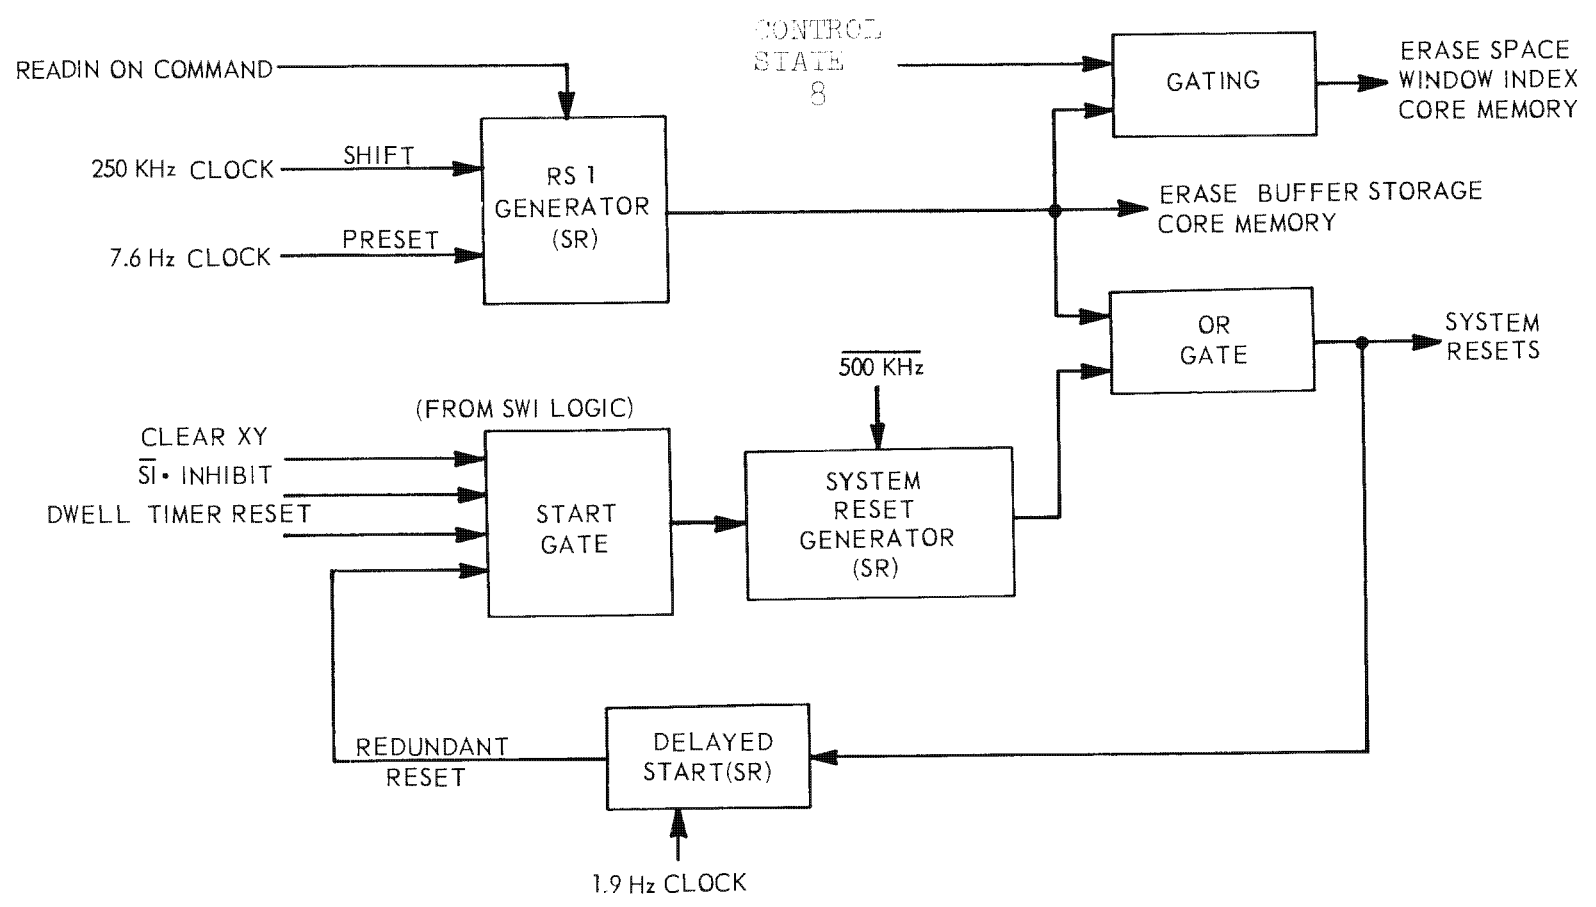 CONTROL
STATE
8
READIN ON COMMAND
GATING
ERASE SPACE
WINDOW INDEX
CORE MEMORY
250 KHz CLOCK
SHIFT
RS 1
GENERATOR
(SR)
7.6 Hz CLOCK
PRESET
ERASE BUFFER STORAGE
CORE MEMORY
OR
GATE
SYSTEM
RESETS
5̅0̅0̅ ̅K̅H̅z̅
(FROM SWI LOGIC)
CLEAR XY
S̅I̅ • INHIBIT
DWELL TIMER RESET
START
GATE
SYSTEM
RESET
GENERATOR
(SR)
REDUNDANT
RESET
DELAYED
START(SR)
1.9 Hz CLOCK